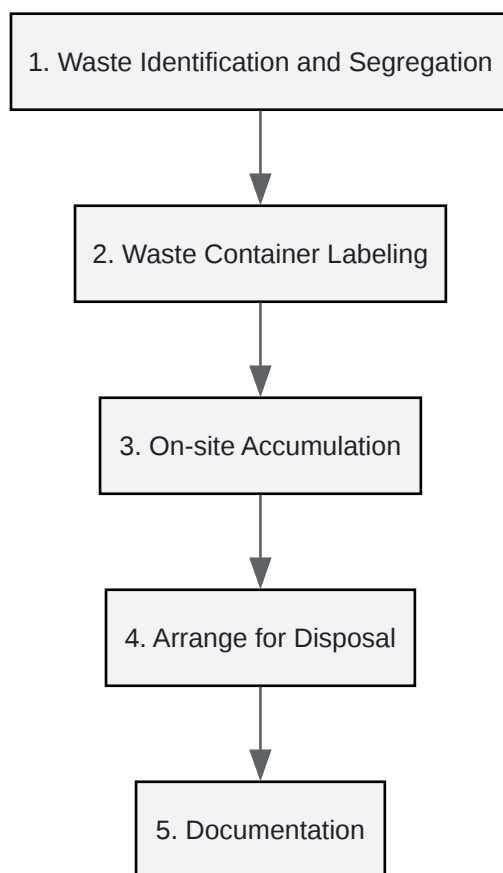 1. Waste Identification and Segregation
2. Waste Container Labeling
3. On-site Accumulation
4. Arrange for Disposal
5. Documentation